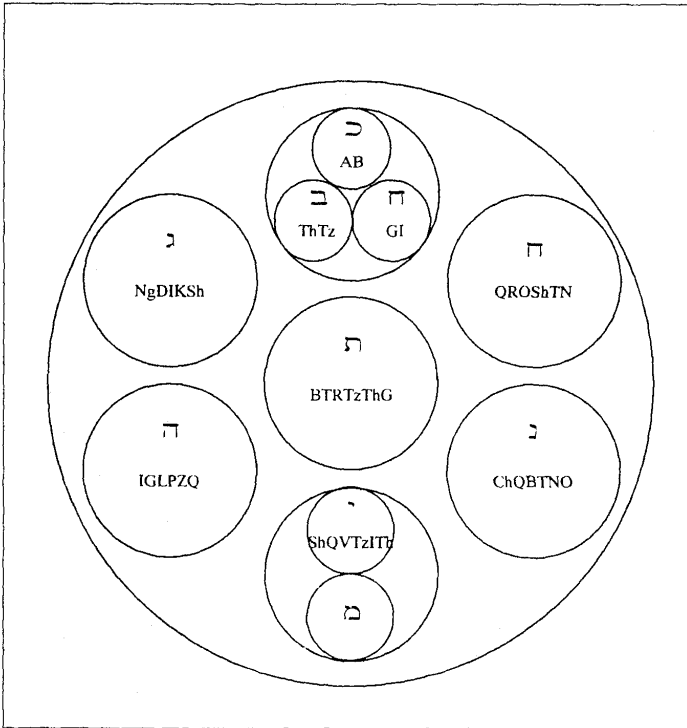 כ
AB
ב
ThTz
ח
GI
ג
NgDIKSh
ח
QROShTN
ת
BTRTzThG
ה
IGLPZQ
נ
ChQBTNO
י
ShQVTzITh
מ